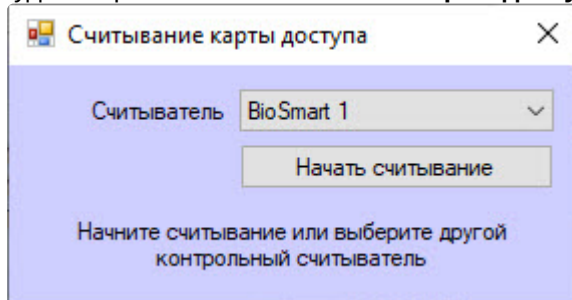 Считывание карты доступа
Считыватель BioSmart 1
Начать считывание
Начните считывание или выберите другой
контрольный считыватель